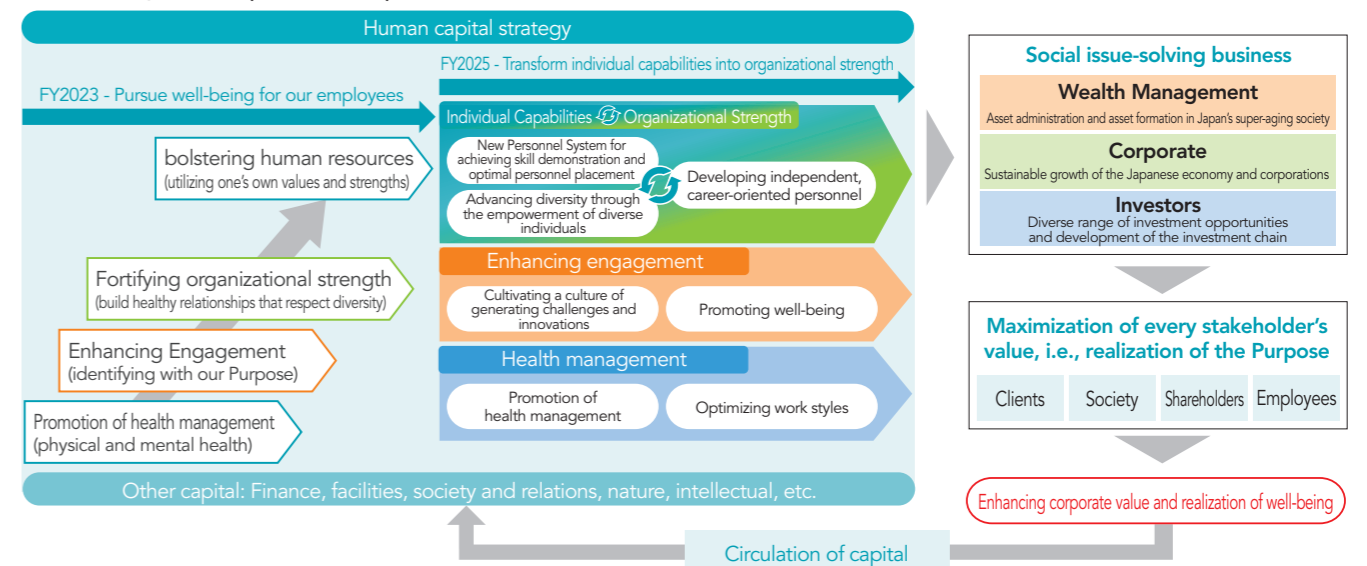 Human capital strategy
FY2023 - Pursue well-being for our employees
bolstering human resources
(utilizing one's own values and strengths)
Fortifying organizational strength
(build healthy relationships that respect diversity)
Enhancing Engagement
(identifying with our Purpose)
Promotion of health management
(physical and mental health)
FY2025 - Transform individual capabilities into organizational strength
Individual Capabilities Organizational Strength
New Personnel System for
achieving skill demonstration and
optimal personnel placement
Advancing diversity through
the empowerment of diverse
individuals
Developing independent,
career-oriented personnel
Enhancing engagement
Cultivating a culture of
generating challenges and
innovations
Promoting well-being
Health management
Promotion of
health management
Optimizing work styles
Other capital: Finance, facilities, society and relations, nature, intellectual, etc.
Social issue-solving business
Wealth Management
Asset administration and asset formation in Japan's super-aging society
Corporate
Sustainable growth of the Japanese economy and corporations
Investors
Diverse range of investment opportunities
and development of the investment chain
Maximization of every stakeholder's
value, i.e., realization of the Purpose
Clients
Society
Shareholders
Employees
Enhancing corporate value and realization of well-being
Circulation of capital